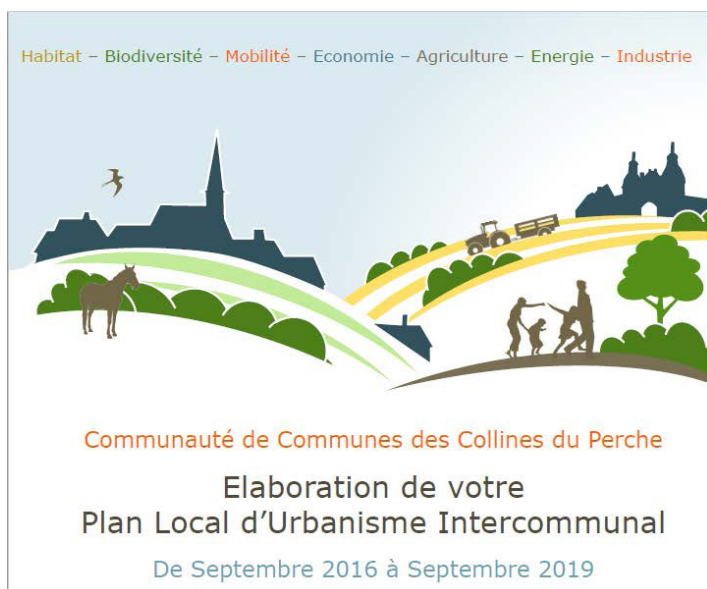 Habitat – Biodiversité – Mobilité – Economie – Agriculture – Energie – Industrie
Communauté de Communes des Collines du Perche
Elaboration de votre
Plan Local d'Urbanisme Intercommunal
De Septembre 2016 à Septembre 2019